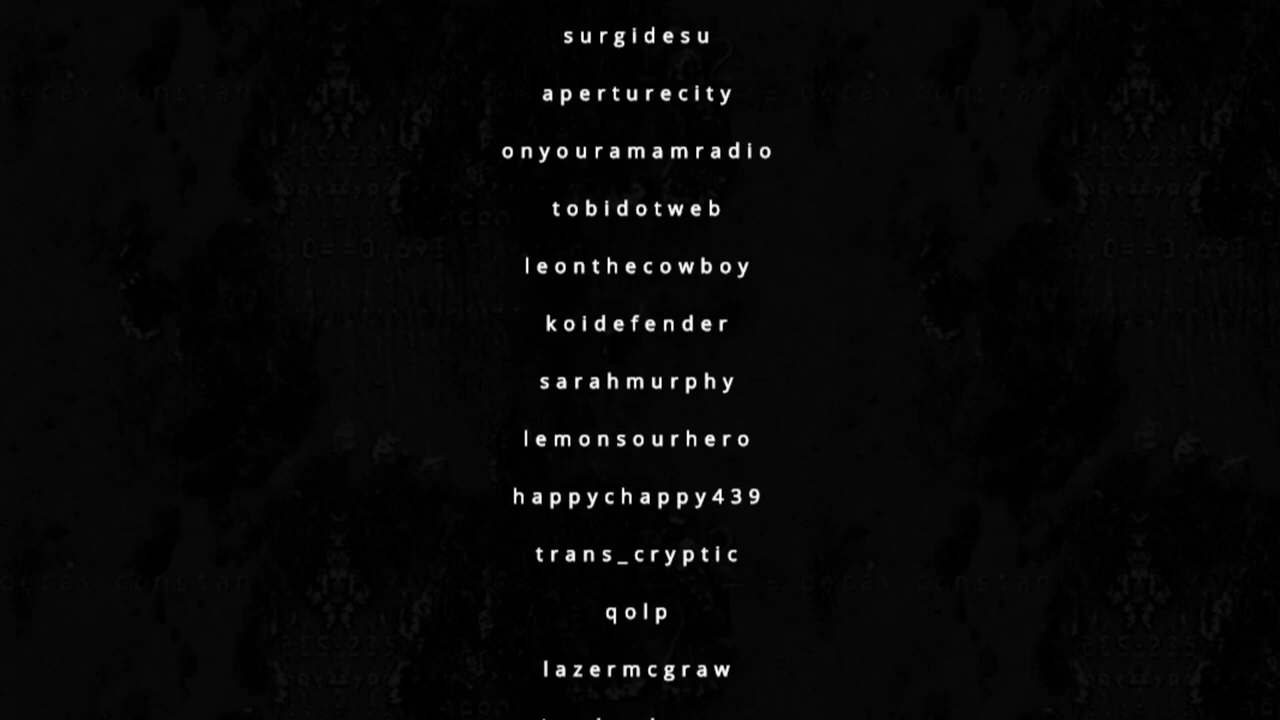 surgidesu
aperturecity
onyouramamradio
tobidotweb
leonthecowboy
koidefender
sarahmurphy
lemonsourhero
happychappy439
trans_cryptic
qolp
lazermcgraw